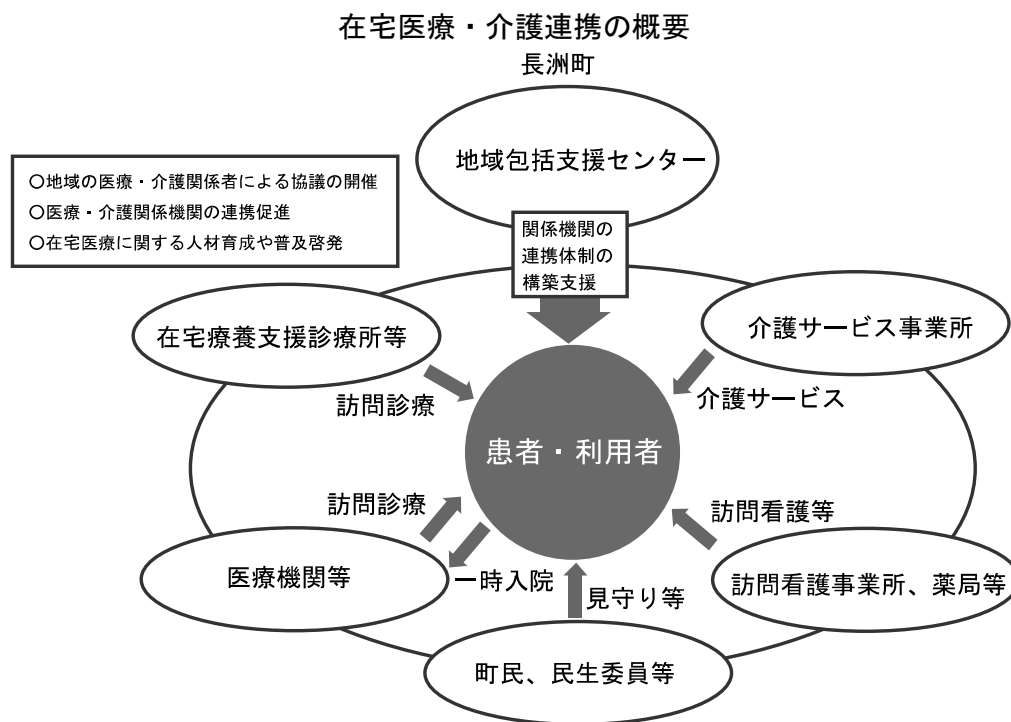 在宅医療・介護連携の概要
長洲町
地域包括支援センター
○地域の医療・介護関係者による協議の開催
○医療・介護関係機関の連携促進
○在宅医療に関する人材育成や普及啓発
関係機関の
連携体制の
構築支援
在宅療養支援診療所等
介護サービス事業所
訪問診療
介護サービス
患者・利用者
訪問診療
訪問看護等
医療機関等
一時入院
見守り等
訪問看護事業所、薬局等
町民、民生委員等